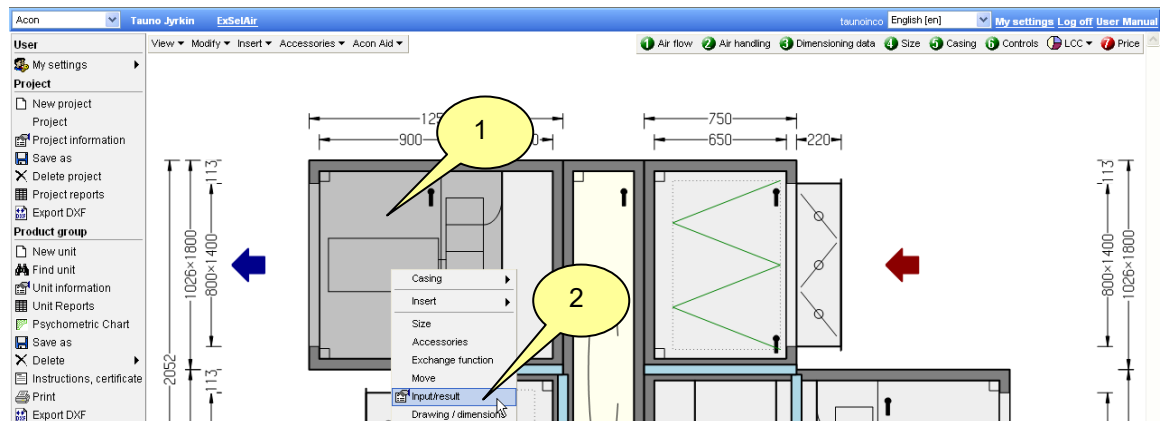 Acon
Tauno Jyrkin
ExSelAir
taunoinco
English [en]
My settings Log off User Manual
User
View Modify Insert Accessories Acon Aid
1 Air flow 2 Air handling 3 Dimensioning data 4 Size 5 Casing 6 Controls LCC 7 Price
My settings
Project
New project
Project
Project information
Save as
Delete project
Project reports
Export DXF
Product group
New unit
Find unit
Unit information
Unit Reports
Psychometric Chart
Save as
Delete
Instructions, certificate
Print
Export DXF
1
750
900
650
220
113
113
1026×1800
800×1400
800×1400
1026×1800
2052
113
Casing
Insert
Size
Accessories
Exchange function
Move
Input/result
Drawing / dimensions
2